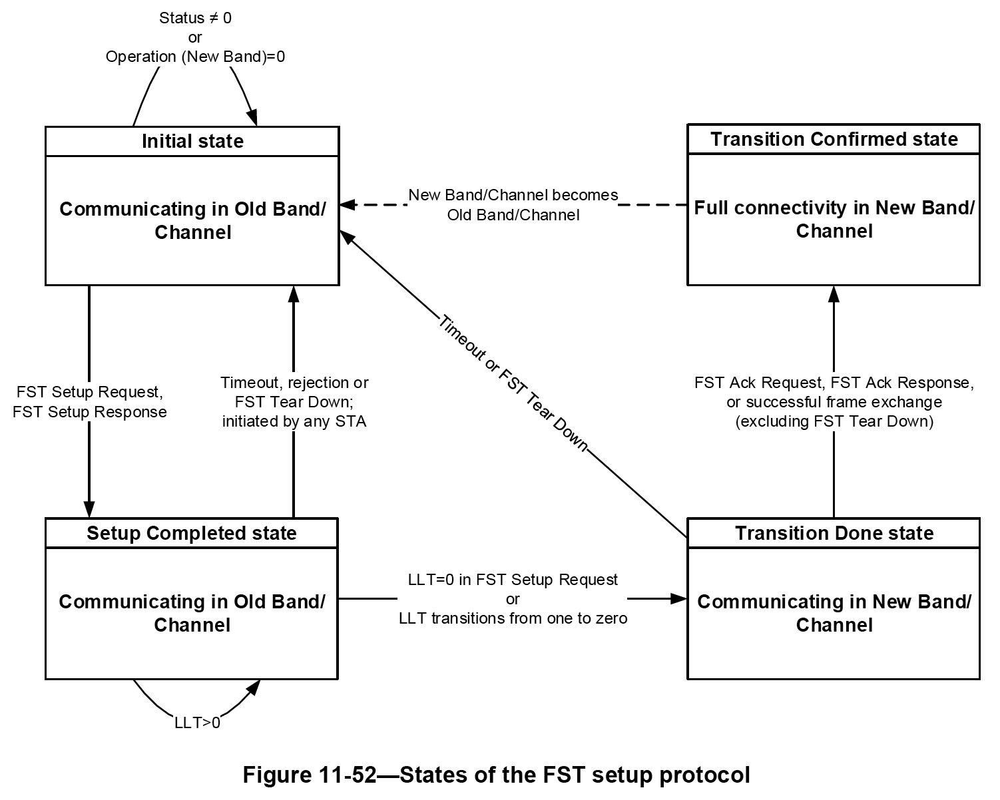 Status ≠ 0
or
Operation (New Band)=0
Initial state
Communicating in Old Band/
Channel
New Band/Channel becomes
Old Band/Channel
Transition Confirmed state
Full connectivity in New Band/
Channel
FST Setup Request,
FST Setup Response
Timeout, rejection or
FST Tear Down;
initiated by any STA
Timeout or FST Tear Down
FST Ack Request, FST Ack Response,
or successful frame exchange
(excluding FST Tear Down)
Setup Completed state
Communicating in Old Band/
Channel
LLT=0 in FST Setup Request
or
LLT transitions from one to zero
Transition Done state
Communicating in New Band/
Channel
LLT>0
Figure 11-52—States of the FST setup protocol